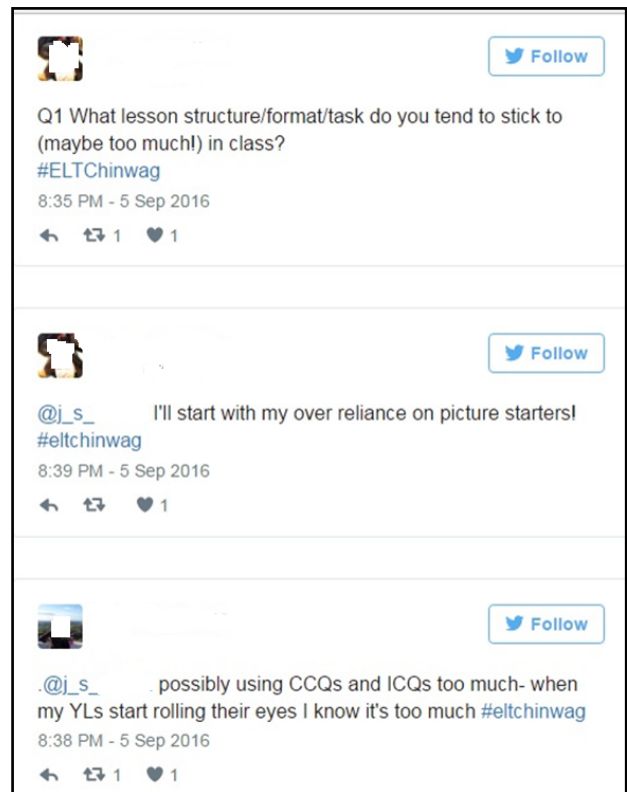 Follow
Q1 What lesson structure/format/task do you tend to stick to
(maybe too much!) in class?
#ELTChinwag
8:35 PM - 5 Sep 2016
1 1
Follow
@j_s_ I'll start with my over reliance on picture starters!
#eltchinwag
8:39 PM - 5 Sep 2016
1
Follow
.@j_s_ possibly using CCQs and ICQs too much- when
my YLs start rolling their eyes I know it's too much #eltchinwag
8:38 PM - 5 Sep 2016
1 1